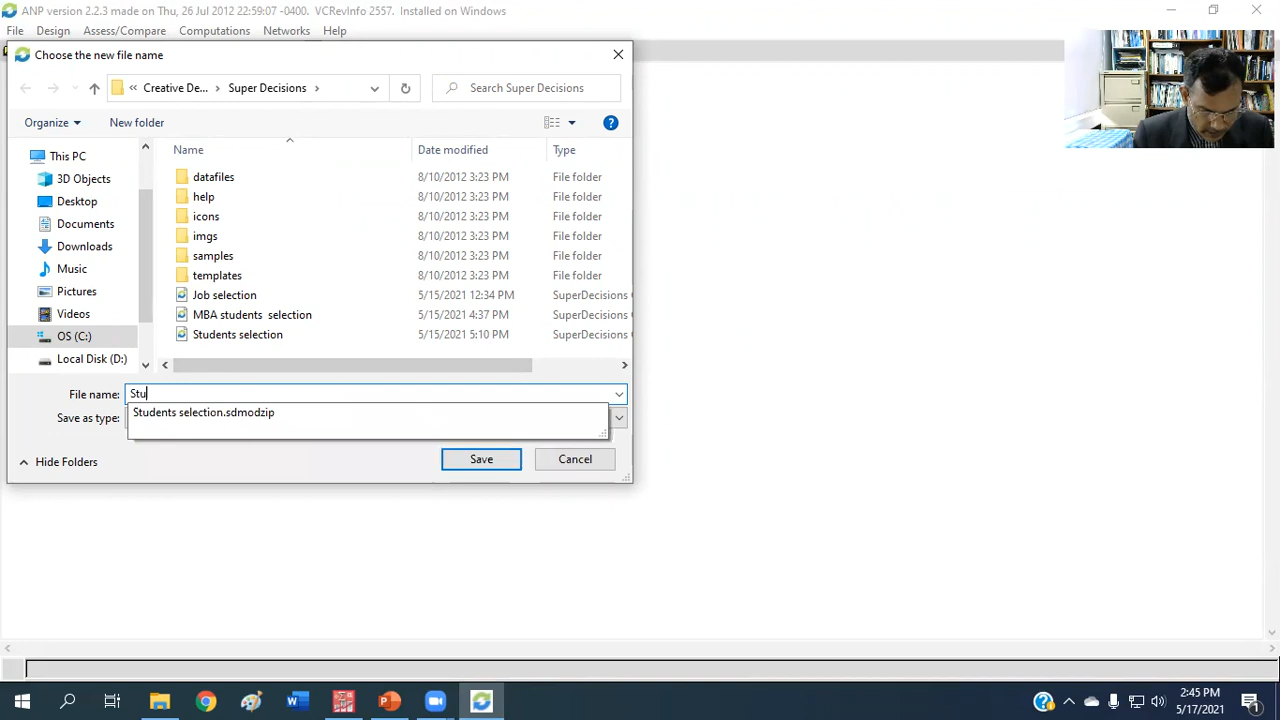 ANP version 2.2.3 made on Thu, 26 Jul 2012 22:59:07 -0400. VCRevInfo 2557. Installed on Windows
File Design Assess/Compare Computations Networks Help
Choose the new file name
« Creative De... › Super Decisions › Search Super Decisions
Organize New folder
Name Date modified Type
This PC
3D Objects
Desktop
Documents
Downloads
Music
Pictures
Videos
OS (C:)
Local Disk (D:)
datafiles 8/10/2012 3:23 PM File folder
help 8/10/2012 3:23 PM File folder
icons 8/10/2012 3:23 PM File folder
imgs 8/10/2012 3:23 PM File folder
samples 8/10/2012 3:23 PM File folder
templates 8/10/2012 3:23 PM File folder
Job selection 5/15/2021 12:34 PM SuperDecisions
MBA students selection 5/15/2021 4:37 PM SuperDecisions
Students selection 5/15/2021 5:10 PM SuperDecisions
File name: Stu
Students selection.sdmodzip
Save as type:
Hide Folders Save Cancel
2:45 PM
5/17/2021